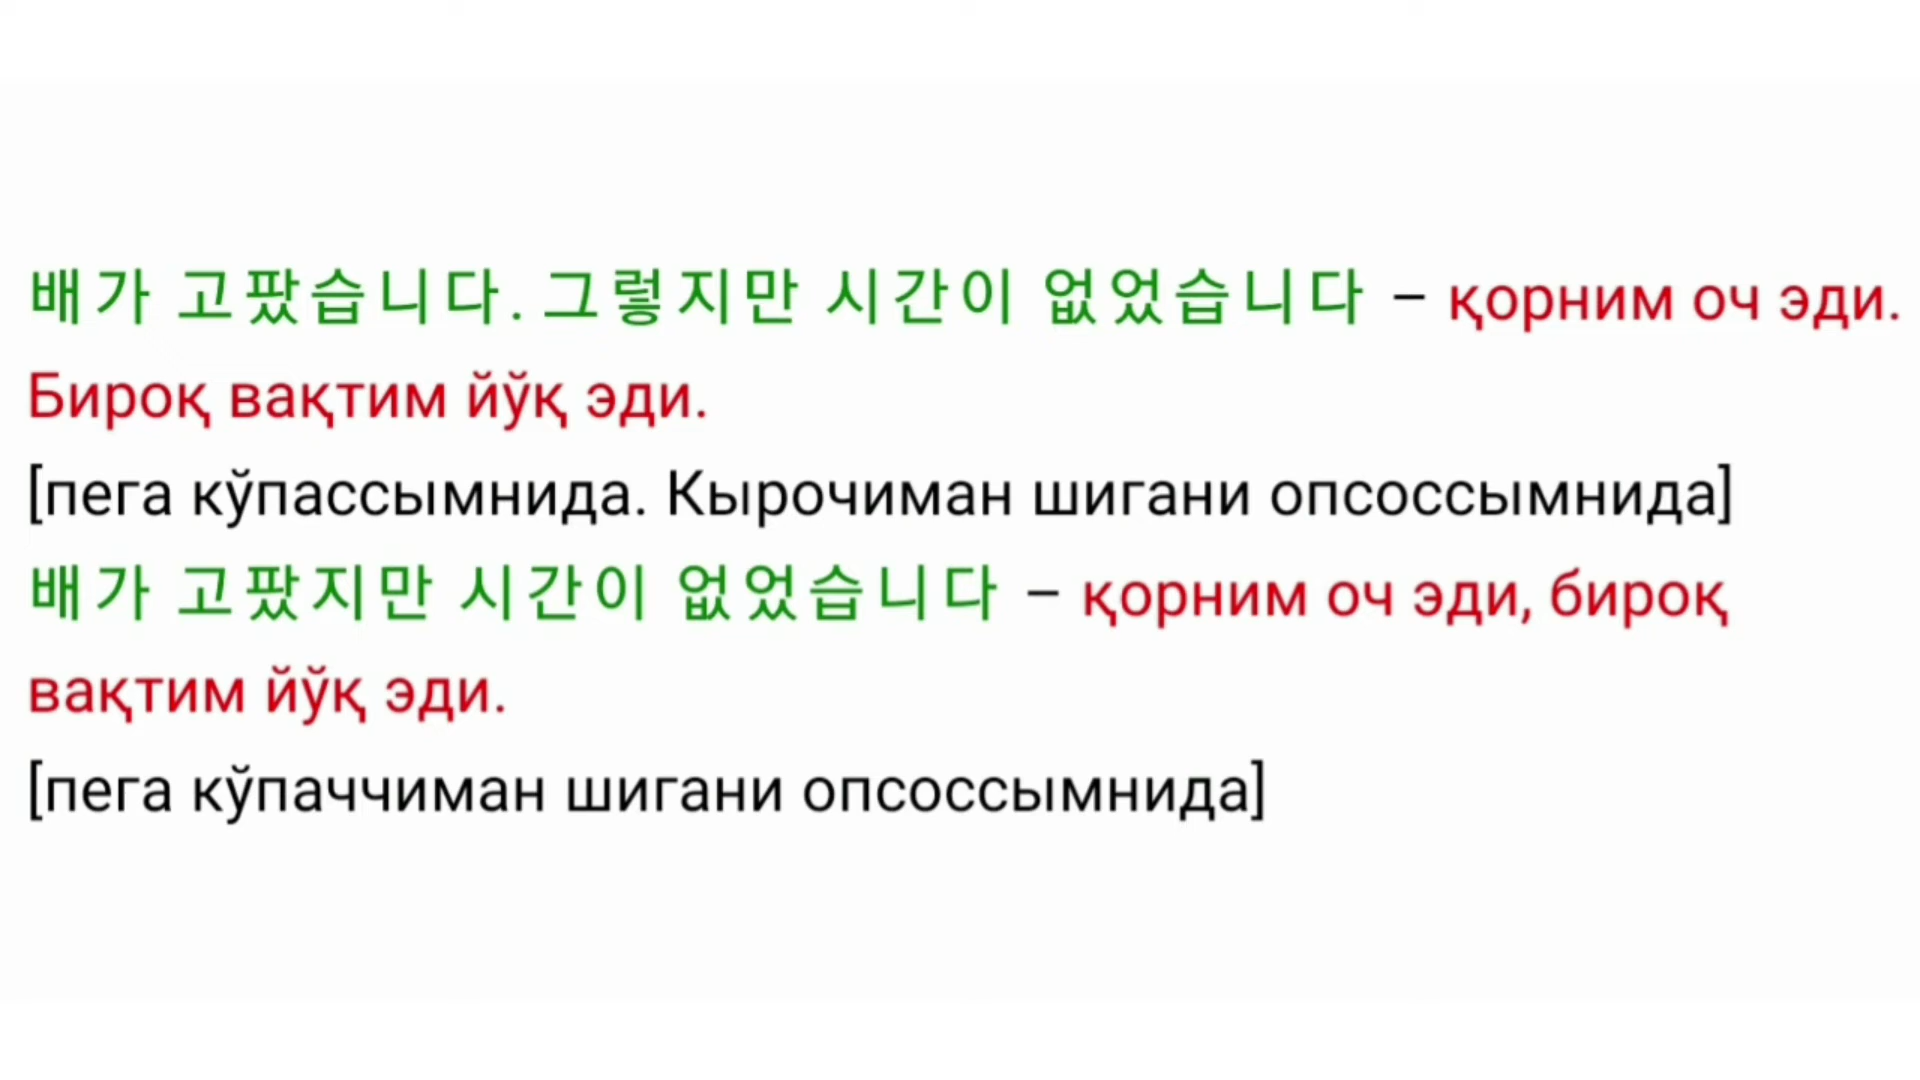 배가 고팠습니다. 그렇지만 시간이 없었습니다 – қорним оч эди.
Бироқ вақтим йўқ эди.
[пега кўпассымнида. Кырочиман шигани опсоссымнида]
배가 고팠지만 시간이 없었습니다 – қорним оч эди, бироқ
вақтим йўқ эди.
[пега кўпаччиман шигани опсоссымнида]